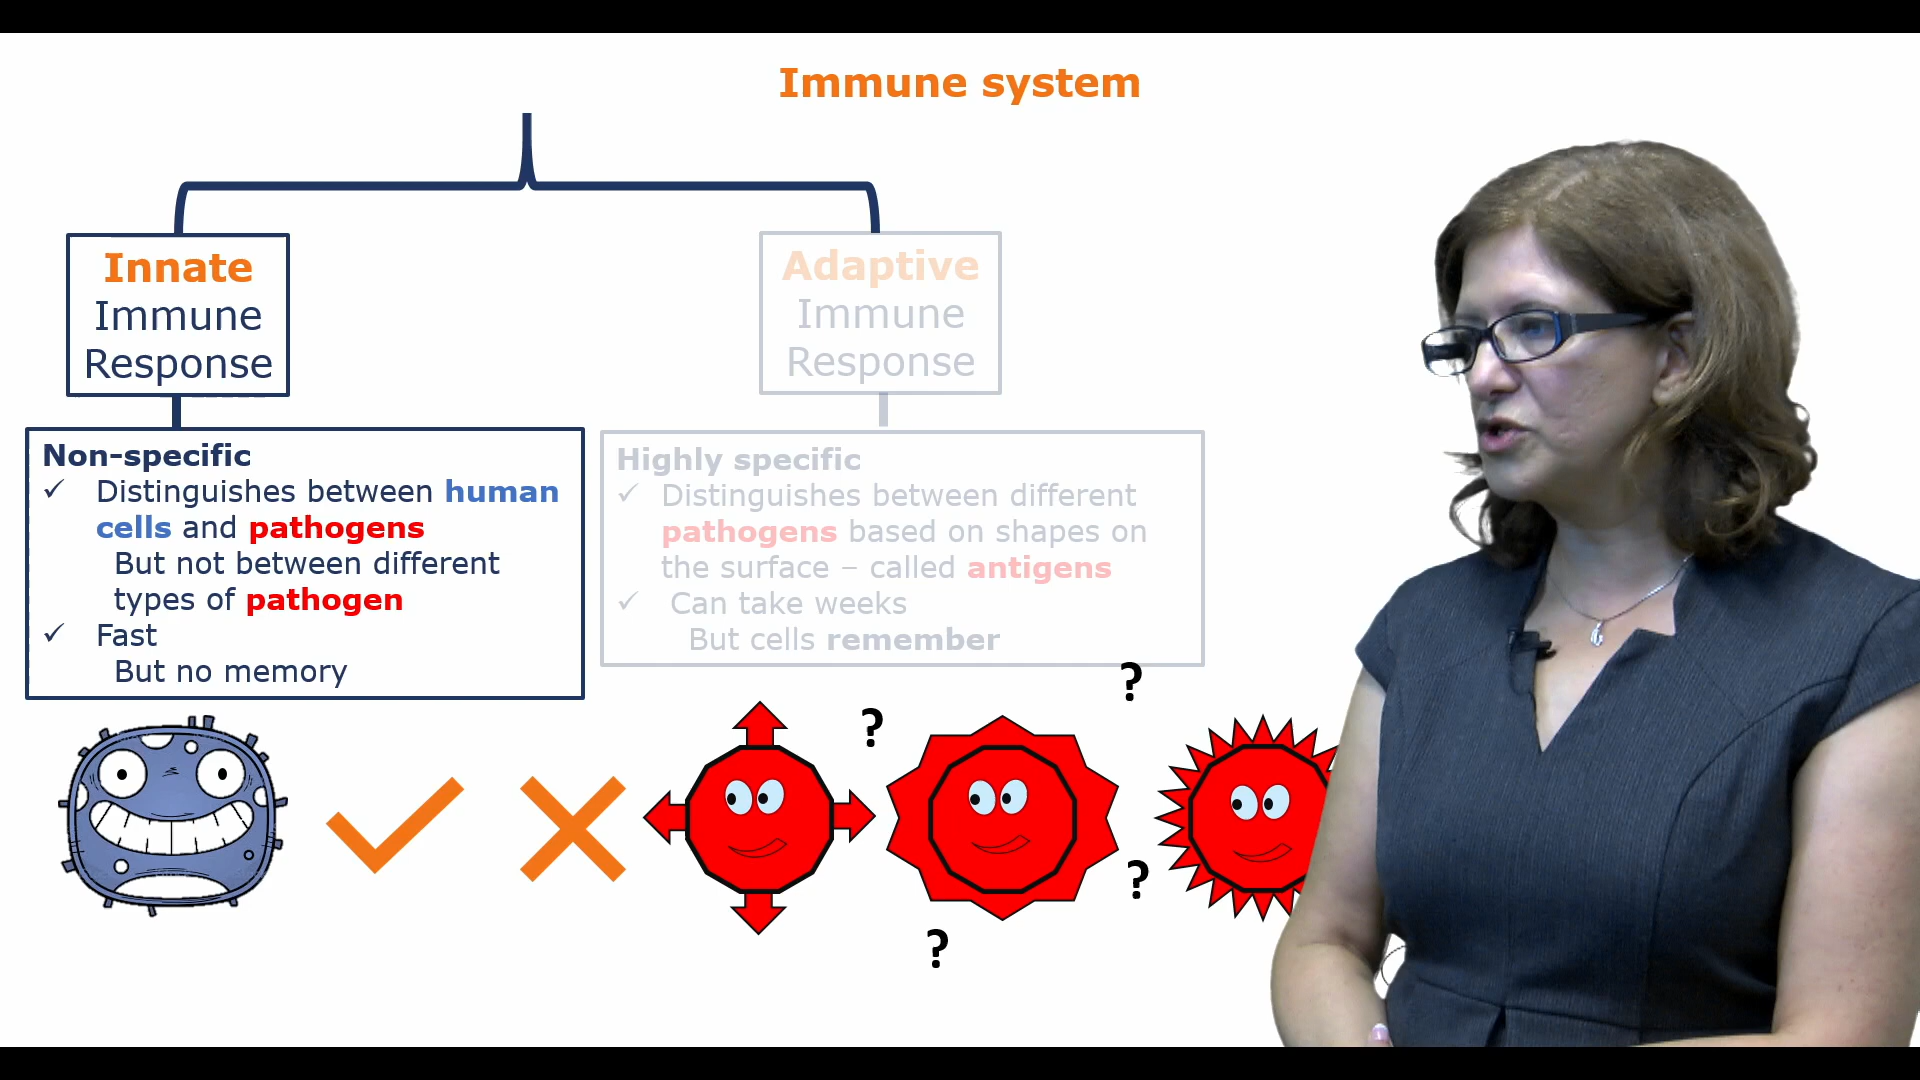 Immune system
Innate
Immune
Response
Adaptive
Immune
Response
Non-specific
✓ Distinguishes between human
cells and pathogens
But not between different
types of pathogen
✓ Fast
But no memory
Highly specific
✓ Distinguishes between different
pathogens based on shapes on
the surface – called antigens
✓ Can take weeks
But cells remember
?
?
?
?